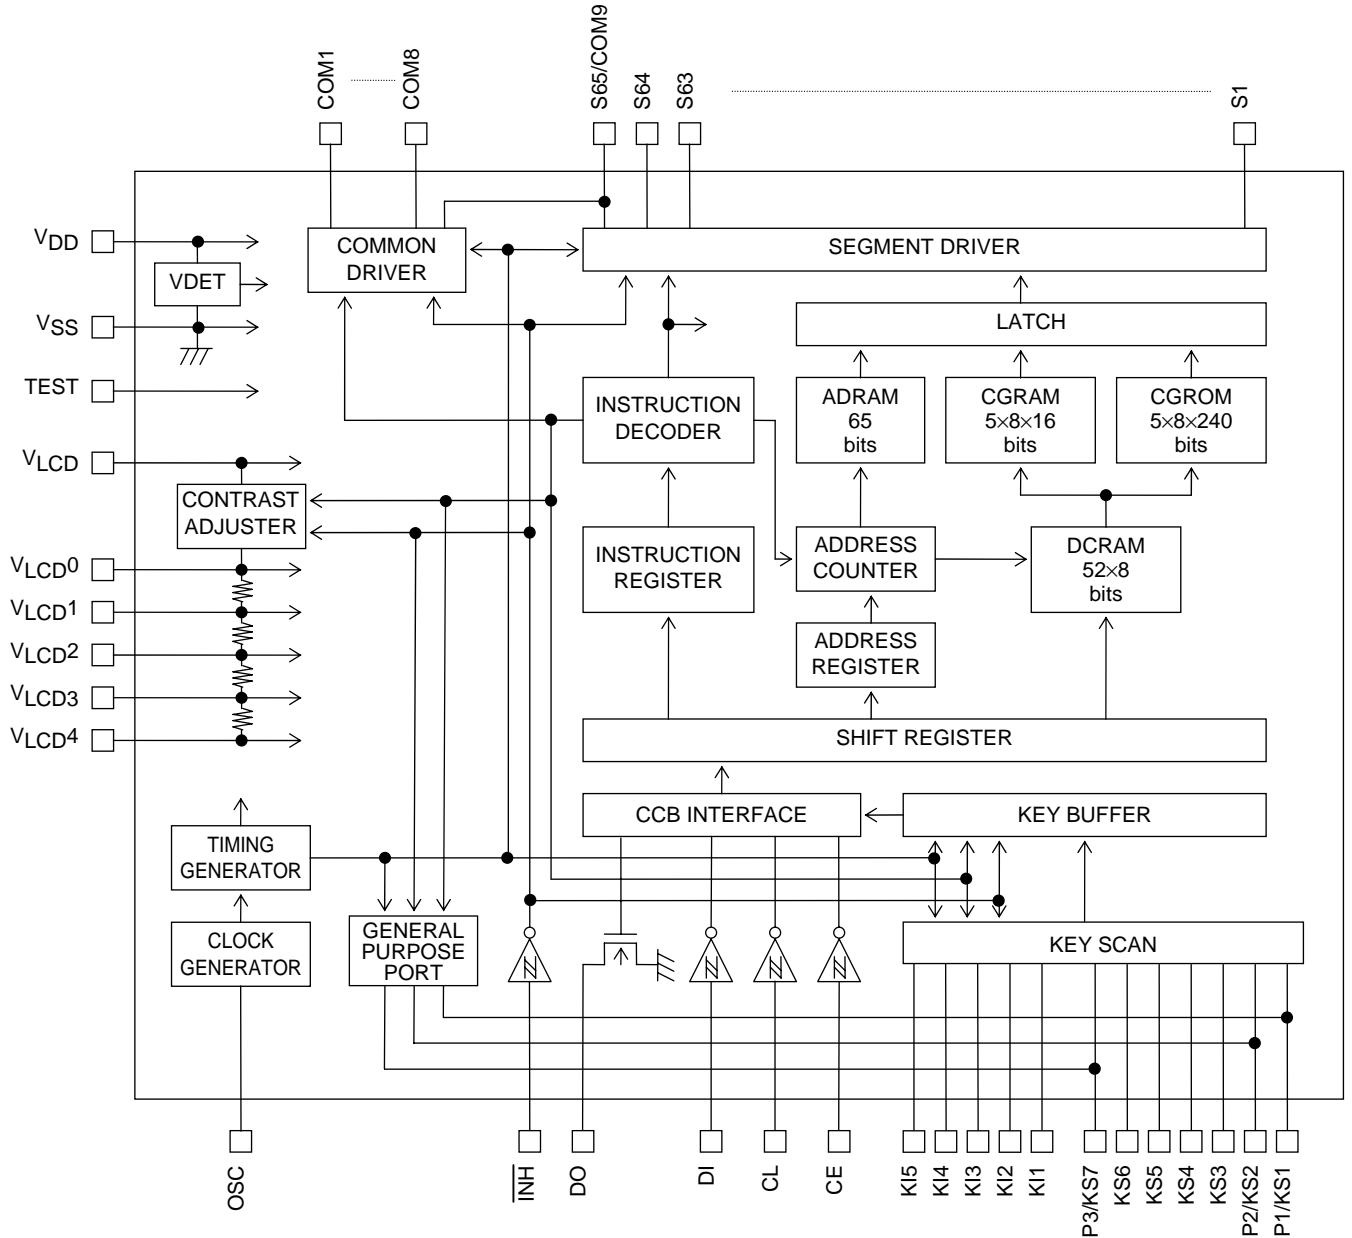 COM1
COM8
S65/COM9
S64
S63
S1
VDD
VDET
VSS
TEST
VLCD
CONTRAST
ADJUSTER
VLCD0
VLCD1
VLCD2
VLCD3
VLCD4
COMMON
DRIVER
SEGMENT DRIVER
LATCH
INSTRUCTION
DECODER
ADRAM
65
bits
CGRAM
5×8×16
bits
CGROM
5×8×240
bits
INSTRUCTION
REGISTER
ADDRESS
COUNTER
DCRAM
52×8
bits
ADDRESS
REGISTER
SHIFT REGISTER
CCB INTERFACE
KEY BUFFER
TIMING
GENERATOR
CLOCK
GENERATOR
GENERAL
PURPOSE
PORT
KEY SCAN
OSC
INH
DO
DI
CL
CE
KI5
KI4
KI3
KI2
KI1
P3/KS7
KS6
KS5
KS4
KS3
P2/KS2
P1/KS1